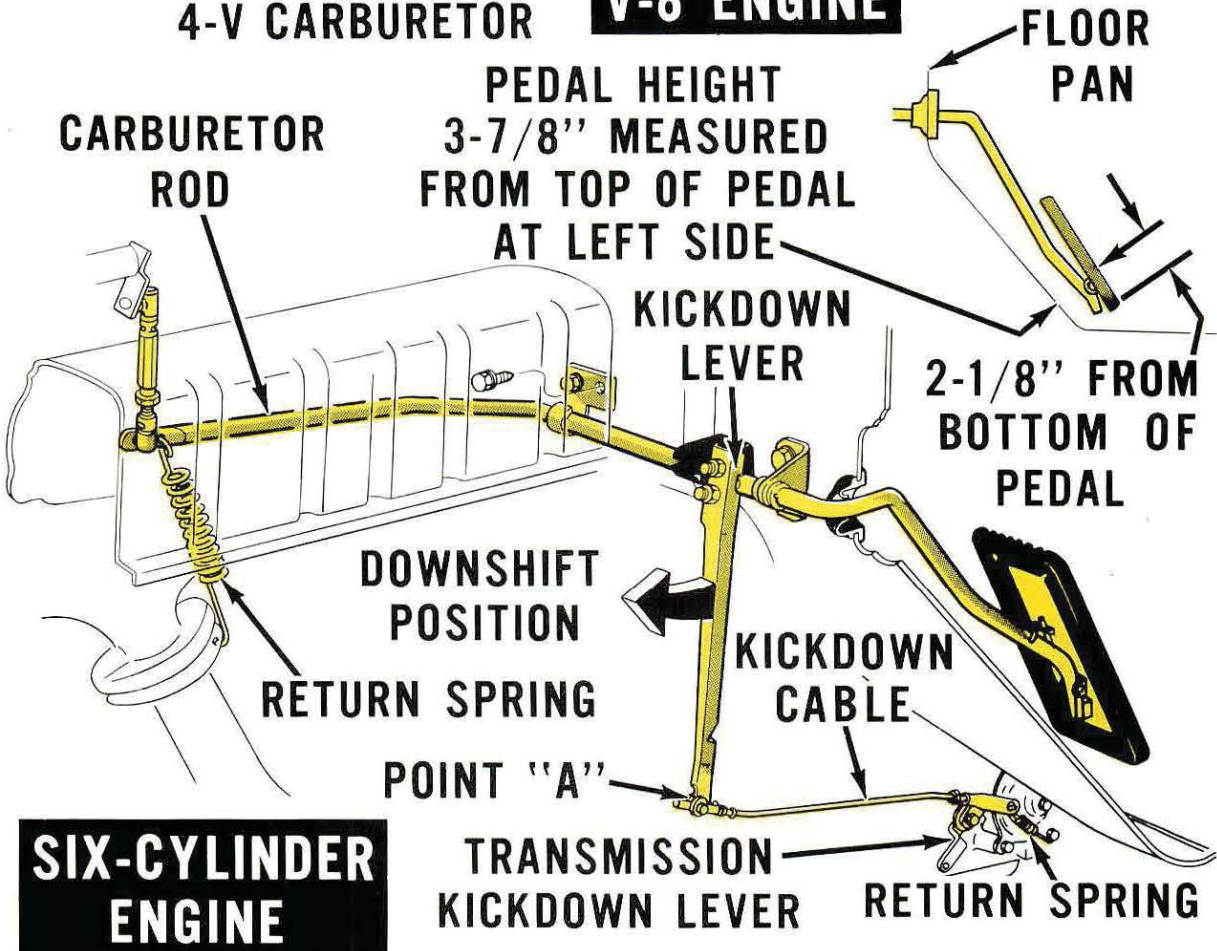 4-V CARBURETOR
V-8 ENGINE
FLOOR
PAN
PEDAL HEIGHT
3-7/8’’ MEASURED
FROM TOP OF PEDAL
AT LEFT SIDE
CARBURETOR
ROD
KICKDOWN
LEVER
2-1/8’’ FROM
BOTTOM OF
PEDAL
DOWNSHIFT
POSITION
KICKDOWN
CABLE
RETURN SPRING
POINT ‘‘A’’
SIX-CYLINDER
ENGINE
TRANSMISSION
KICKDOWN LEVER
RETURN SPRING